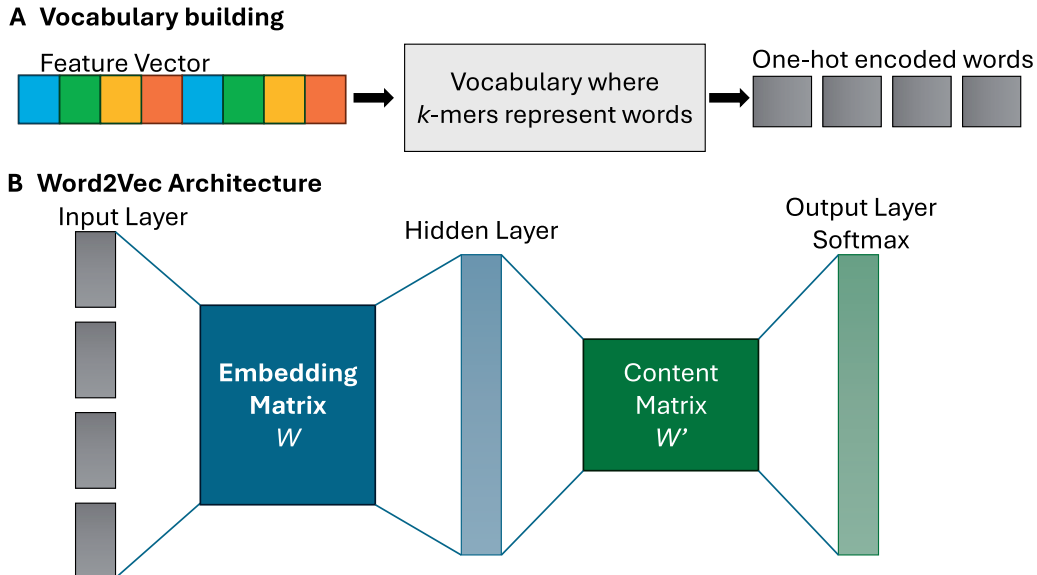 A Vocabulary building
Feature Vector
Vocabulary where
k-mers represent words
One-hot encoded words
B Word2Vec Architecture
Input Layer
Hidden Layer
Output Layer
Softmax
Embedding
Matrix
W
Content
Matrix
W’